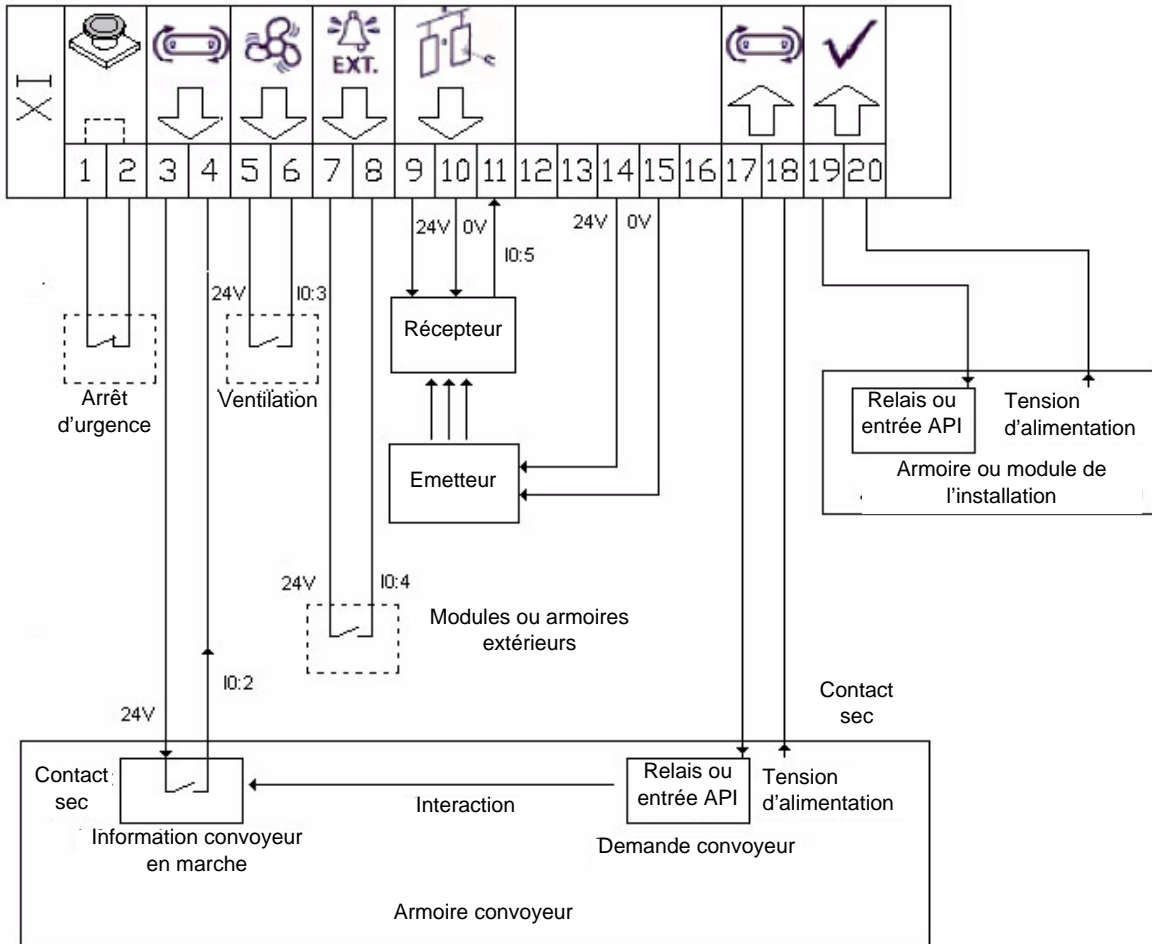 XI
EXT.
1 2 3 4 5 6 7 8 9 10 11 12 13 14 15 16 17 18 19 20
24V 0V
I0:5
24V 0V
24V I0:3
Récepteur
Arrêt
d'urgence
Ventilation
Relais ou
entrée API
Tension
d'alimentation
Armoire ou module de
l'installation
Emetteur
24V I0:4
Modules ou armoires
extérieurs
I0:2
24V
Contact
sec
Contact
sec
Interaction
Relais ou
entrée API
Tension
d'alimentation
Information convoyeur
en marche
Demande convoyeur
Armoire convoyeur